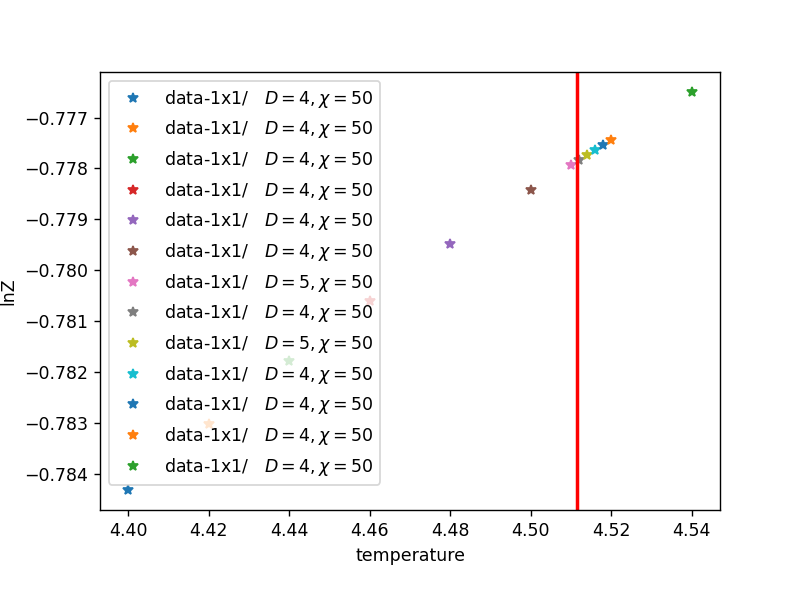 −0.777
−0.778
−0.779
−0.780
−0.781
−0.782
−0.783
−0.784
lnZ
data-1x1/ D = 4, χ = 50
data-1x1/ D = 4, χ = 50
data-1x1/ D = 4, χ = 50
data-1x1/ D = 4, χ = 50
data-1x1/ D = 4, χ = 50
data-1x1/ D = 4, χ = 50
data-1x1/ D = 5, χ = 50
data-1x1/ D = 4, χ = 50
data-1x1/ D = 5, χ = 50
data-1x1/ D = 4, χ = 50
data-1x1/ D = 4, χ = 50
data-1x1/ D = 4, χ = 50
data-1x1/ D = 4, χ = 50
4.40 4.42 4.44 4.46 4.48 4.50 4.52 4.54
temperature